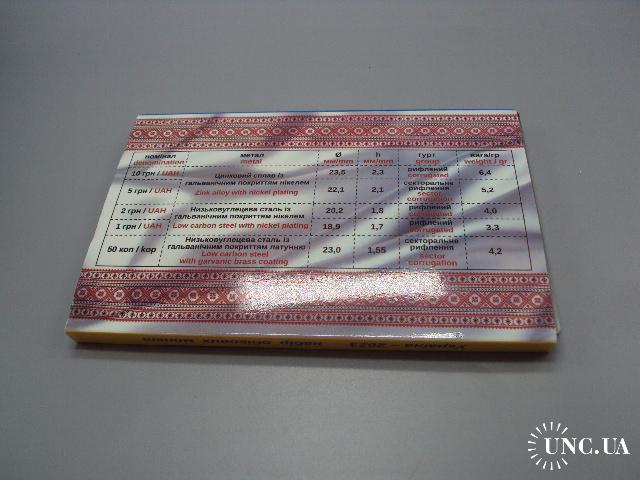 номінал метал Ø h гурт вага/гр
denomination metal мм/mm мм/mm group weight / gr
10 грн / UAH Цинковий сплав із гальванічним покриттям нікелем 23,5 2,3 рифлений corrugated 6,4
5 грн / UAH Zink alloy with nickel plating 22,1 2,1 секторальне рифлення sector corrugation 5,2
2 грн / UAH Низьковуглецева сталь із гальванічним покриттям нікелем 20,2 1,8 рифлений corrugated 4,0
1 грн / UAH Low carbon steel with nickel plating 18,9 1,7 рифлений corrugated 3,3
50 коп / kop Низьковуглецева сталь із гальванічним покриттям латунню 23,0 1,55 секторальне рифлення 4,2
Low carbon steel sector
with garvanic brass coating corrugation
Україна – 2023 набір обігових монет
UNC.UA